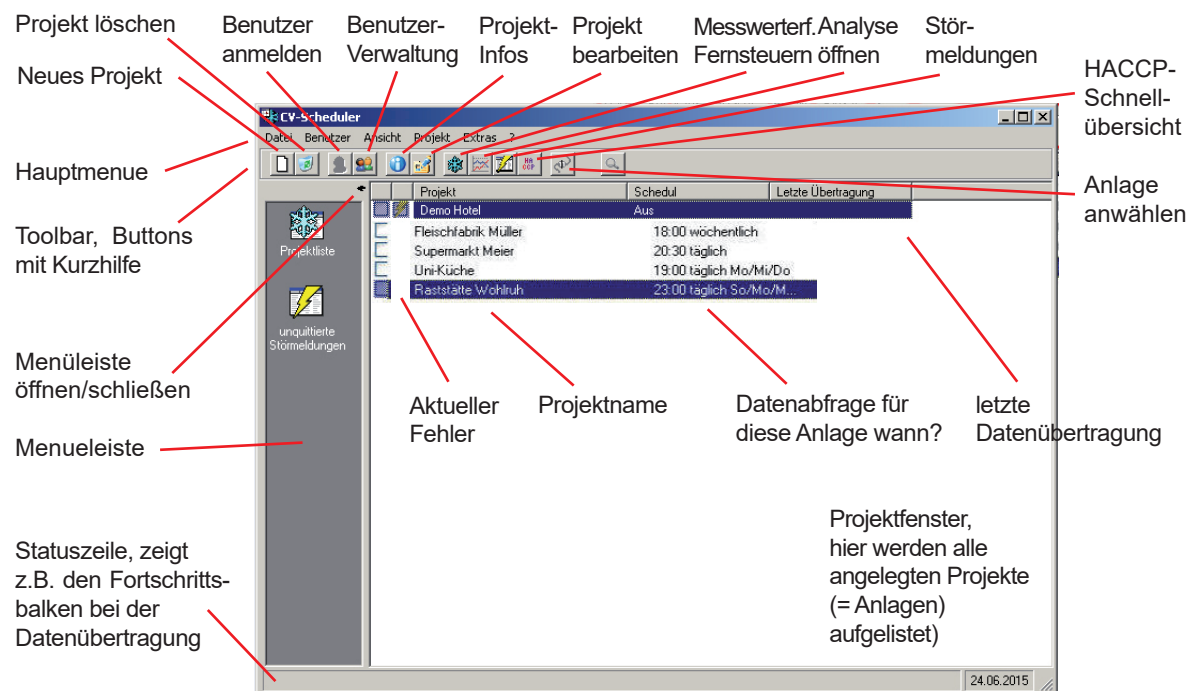 Projekt löschen
Neues Projekt
Benutzer
anmelden
Benutzer-
Verwaltung
Projekt-
Infos
Projekt
bearbeiten
Messwerterf.
Fernsteuern
Analyse
öffnen
Stör-
meldungen
HACCP-
Schnell-
übersicht
Anlage
anwählen
Hauptmenue
Toolbar, Buttons
mit Kurzhilfe
Menüleiste
öffnen/schließen
Menueleiste
Statuszeile, zeigt
z.B. den Fortschritts-
balken bei der
Datenübertragung
CV-Scheduler
Datei Benutzer Ansicht Projekt Extras ?
HA
CCP
Projekt Schedul Letzte Übertragung
Demo Hotel Aus
Fleischfabrik Müller 18:00 wöchentlich
Supermarkt Meier 20:30 täglich
Uni-Küche 19:00 täglich Mo/Mi/Do
Raststätte Wohlruh 23:00 täglich So/Mo/M...
Projektliste
unquittierte
Störmeldungen
Aktueller
Fehler
Projektname
Datenabfrage für
diese Anlage wann?
letzte
Datenübertragung
Projektfenster,
hier werden alle
angelegten Projekte
(= Anlagen)
aufgelistet)
24.06.2015